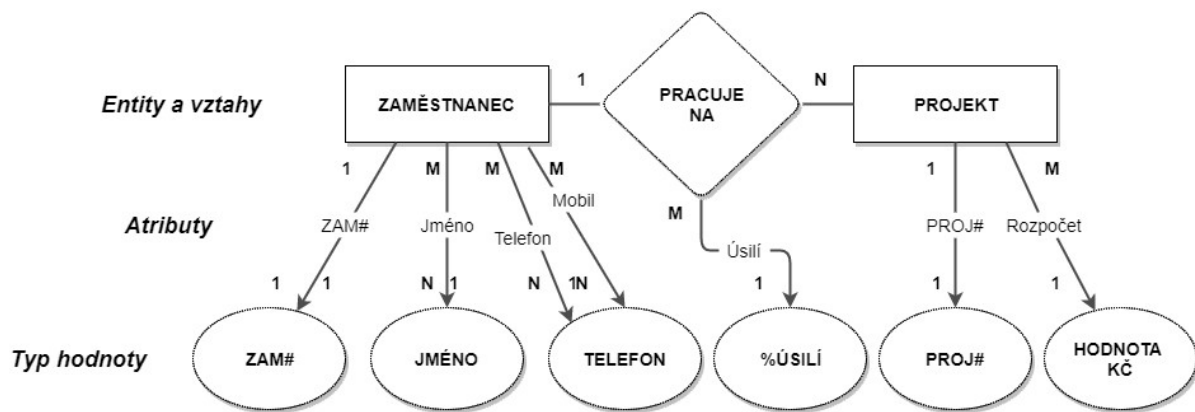 Entity a vztahy
ZAMĚSTNANEC
1
PRACUJE
NA
N
PROJEKT
1
M
M
M
M
1
M
Atributy
ZAM#
Jméno
Telefon
Mobil
Úsilí
PROJ#
Rozpočet
1
1
N
1
N
1N
1
1
1
Typ hodnoty
ZAM#
JMÉNO
TELEFON
%ÚSILÍ
PROJ#
HODNOTA
KČ